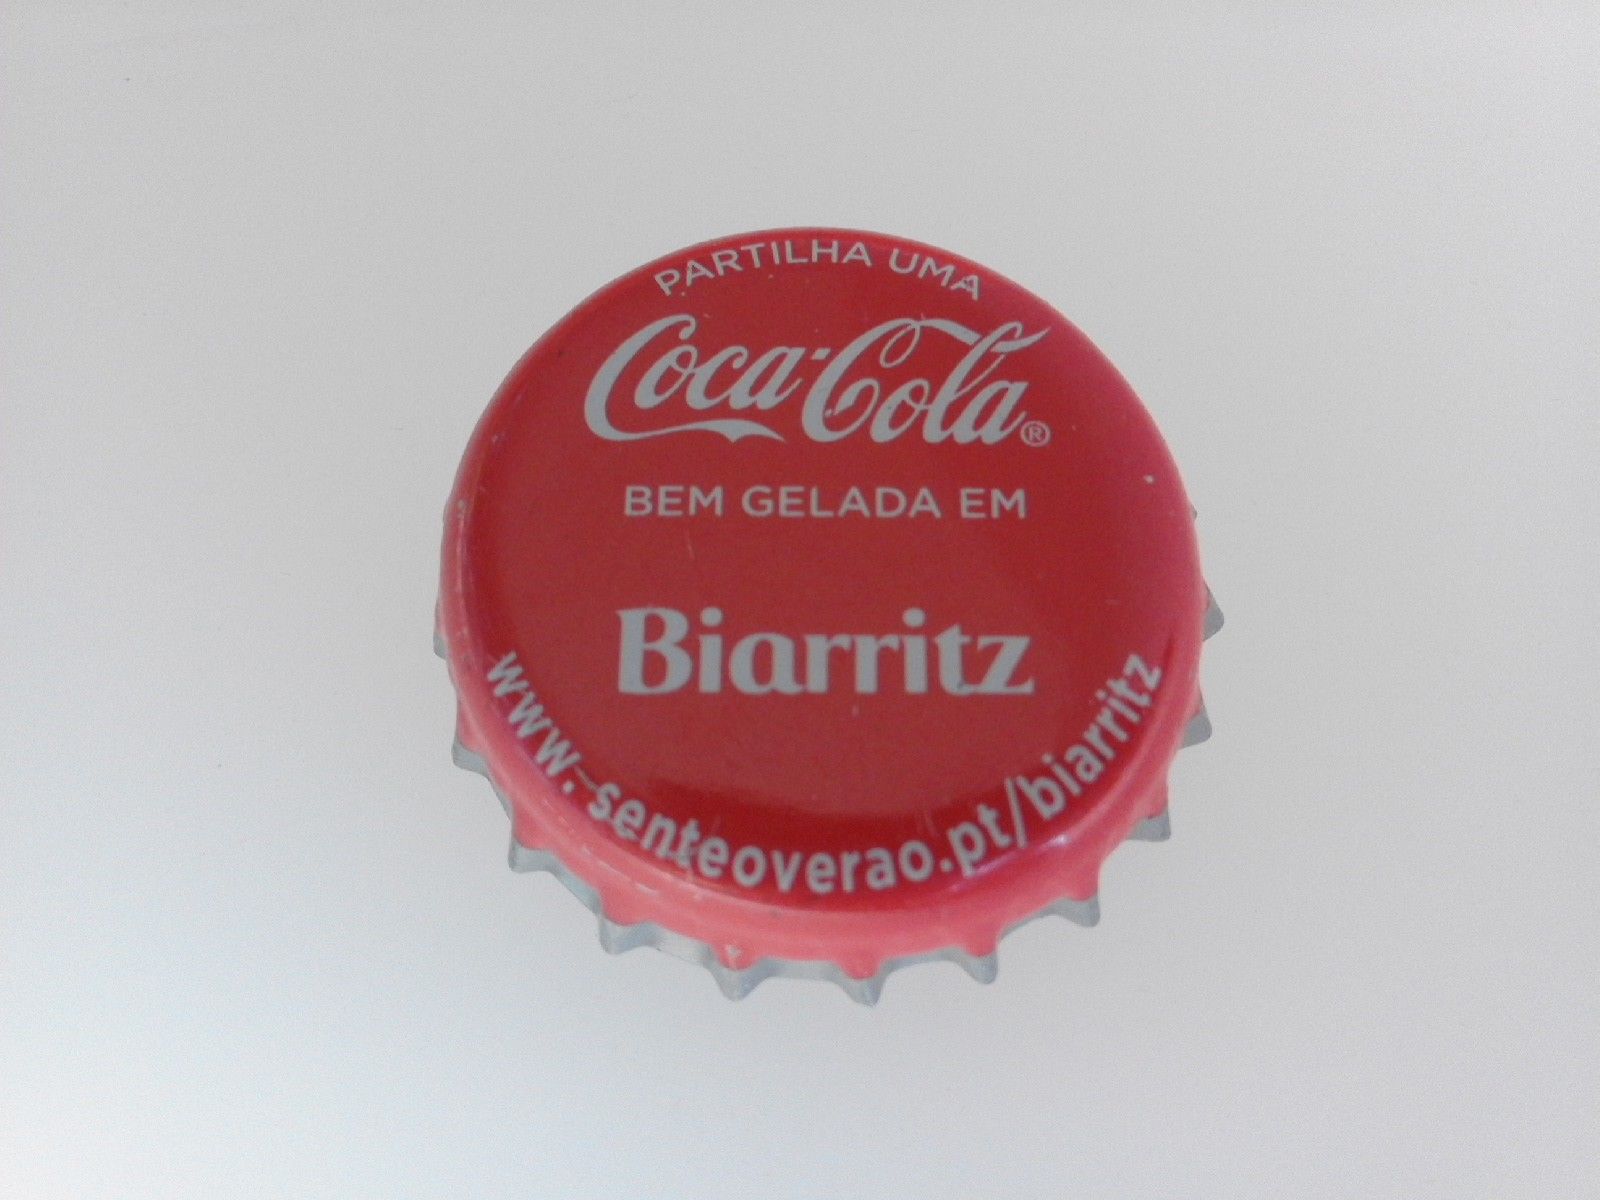 PARTILHA UMA
Coca-Cola®
BEM GELADA EM
Biarritz
www.senteoverao.pt/biarritz